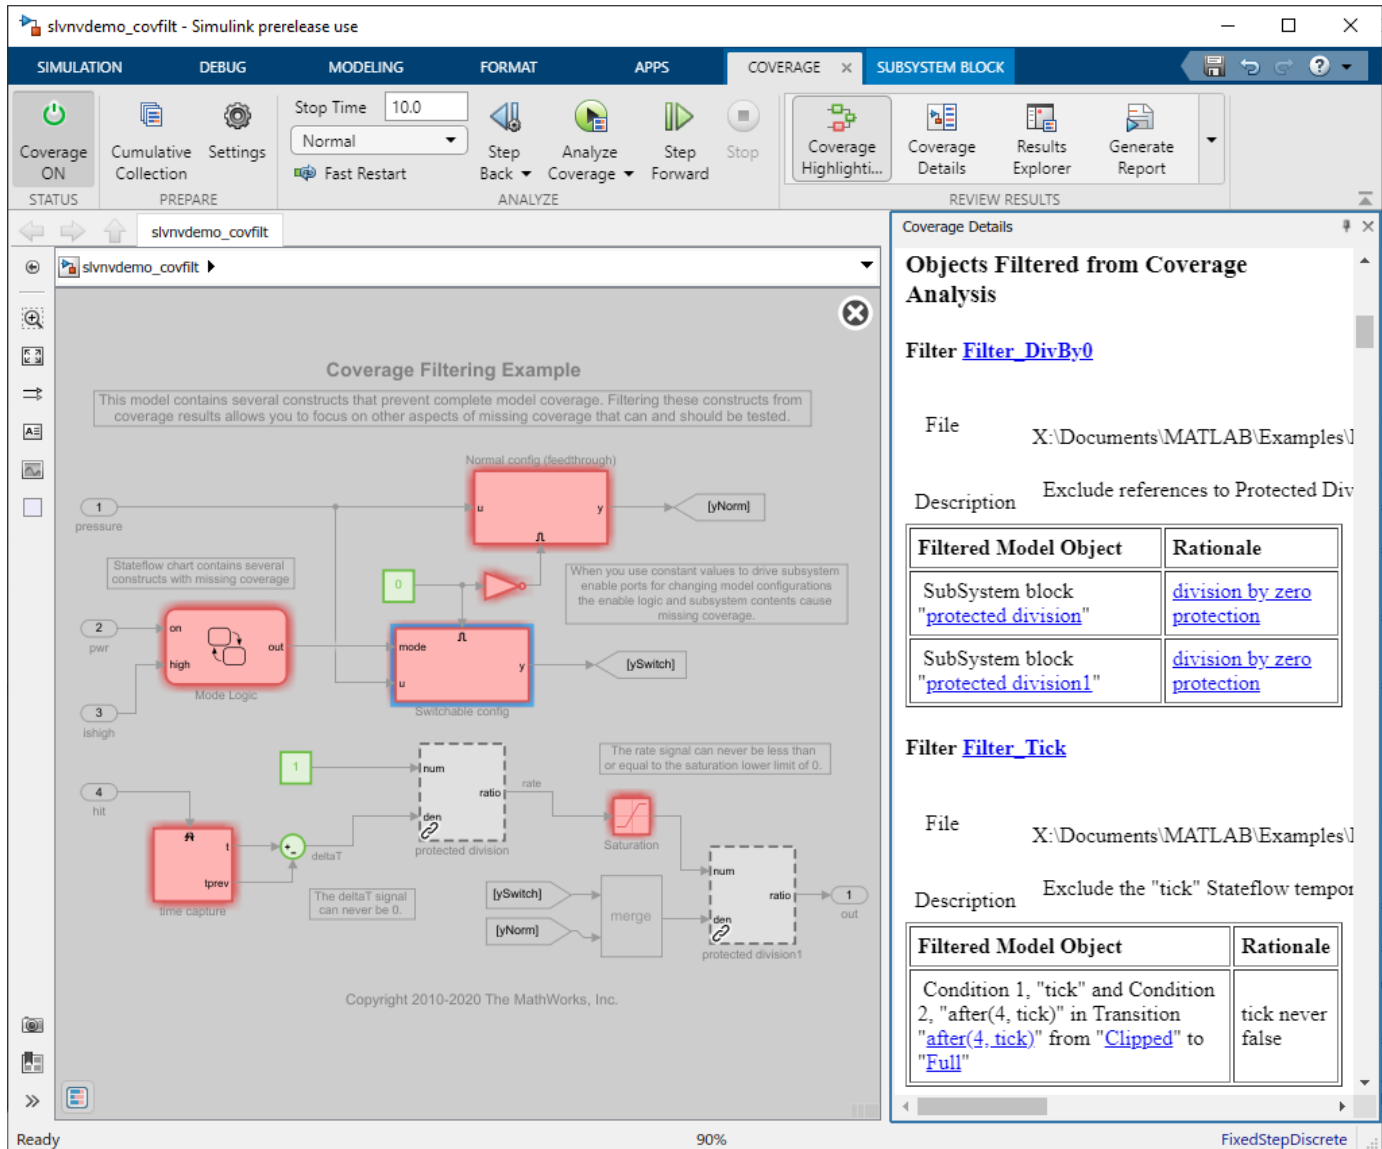 slvnvdemo_covfilt - Simulink prerelease use
SIMULATION DEBUG MODELING FORMAT APPS COVERAGE SUBSYSTEM BLOCK
Coverage ON
Cumulative Collection
Settings
Stop Time 10.0
Normal
Fast Restart
Step Back
Analyze Coverage
Step Forward
Stop
Coverage Highlighti...
Coverage Details
Results Explorer
Generate Report
STATUS PREPARE ANALYZE REVIEW RESULTS
slvnvdemo_covfilt
slvnvdemo_covfilt
Coverage Filtering Example
This model contains several constructs that prevent complete model coverage. Filtering these constructs from
coverage results allows you to focus on other aspects of missing coverage that can and should be tested.
Normal config (feedthrough)
u
y
[yNorm]
1
pressure
Stateflow chart contains several
constructs with missing coverage
0
When you use constant values to drive subsystem
enable ports for changing model configurations
the enable logic and subsystem contents cause
missing coverage.
2
pwr
on
high
out
Mode Logic
mode
u
y
Switchable config
[ySwitch]
3
ishigh
1
num
den
ratio
protected division
rate
The rate signal can never be less than
or equal to the saturation lower limit of 0.
4
hit
t
tprev
time capture
+
-
deltaT
The deltaT signal
can never be 0.
Saturation
[ySwitch]
[yNorm]
merge
num
den
ratio
protected division1
1
out
Copyright 2010-2020 The MathWorks, Inc.
Coverage Details
Objects Filtered from Coverage
Analysis
Filter Filter_DivBy0
File X:\Documents\MATLAB\Examples\
Description Exclude references to Protected Div
Filtered Model Object Rationale
SubSystem block
"protected division"
division by zero
protection
SubSystem block
"protected division1"
division by zero
protection
Filter Filter_Tick
File X:\Documents\MATLAB\Examples\
Description Exclude the "tick" Stateflow tempor
Filtered Model Object Rationale
Condition 1, "tick" and Condition
2, "after(4, tick)" in Transition
"after(4, tick)" from "Clipped" to
"Full"
tick never
false
Ready 90% FixedStepDiscrete